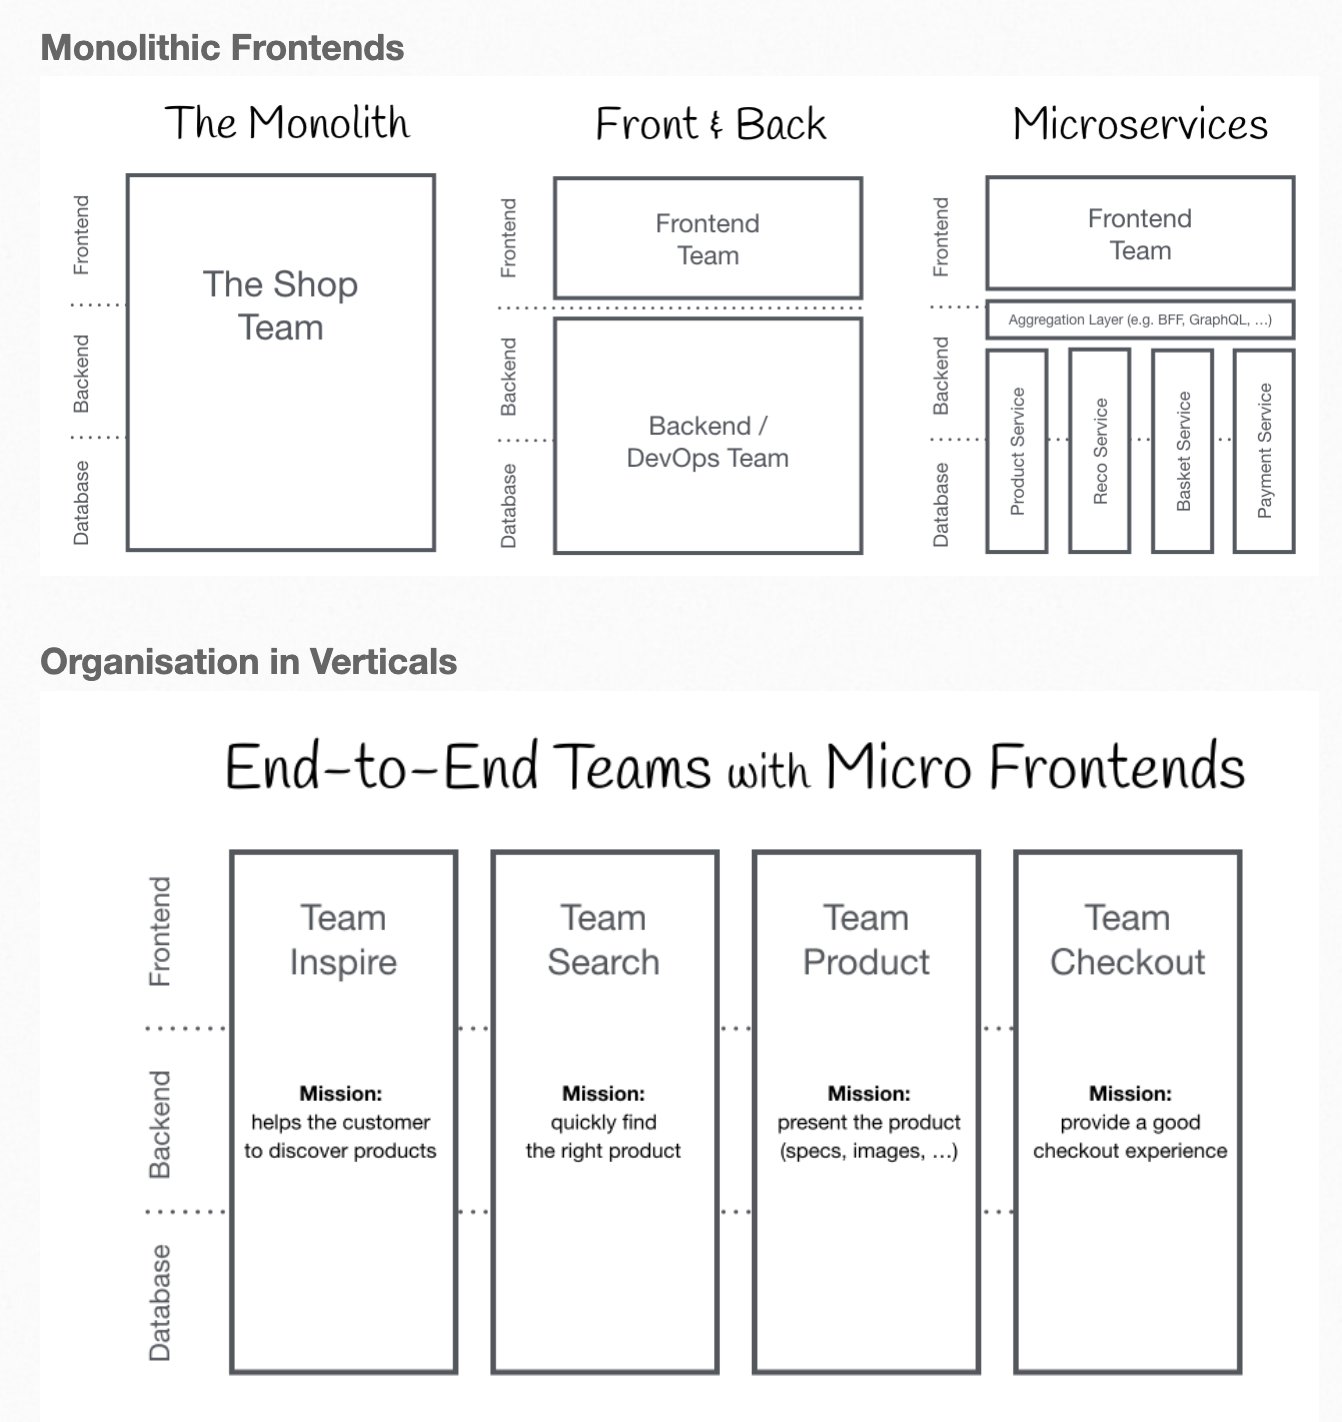 Monolithic Frontends
The Monolith
Frontend
Backend
Database
The Shop
Team
Front & Back
Frontend
Backend
Database
Frontend
Team
Backend /
DevOps Team
Microservices
Frontend
Backend
Database
Frontend
Team
Aggregation Layer (e.g. BFF, GraphQL, ...)
Product Service
Reco Service
Basket Service
Payment Service
Organisation in Verticals
End-to-End Teams with Micro Frontends
Frontend
Backend
Database
Team
Inspire
Mission:
helps the customer
to discover products
Team
Search
Mission:
quickly find
the right product
Team
Product
Mission:
present the product
(specs, images, ...)
Team
Checkout
Mission:
provide a good
checkout experience